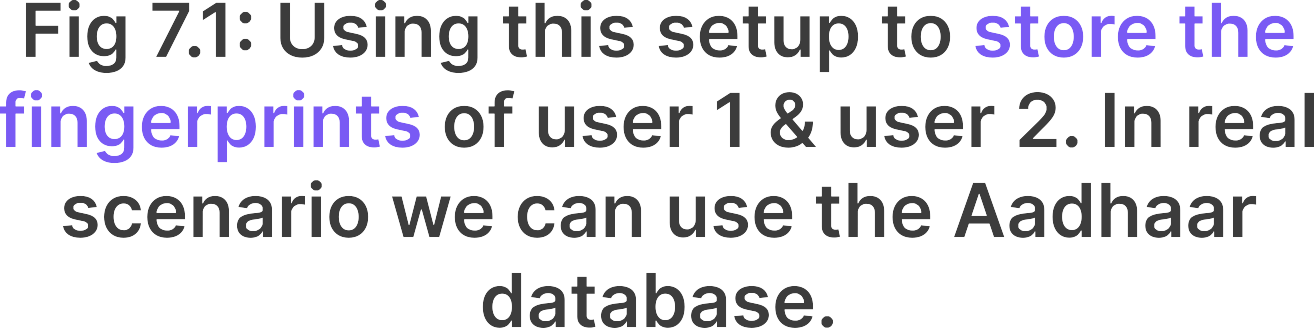 Fig 7.1: Using this setup to store the
fingerprints of user 1 & user 2. In real
scenario we can use the Aadhaar
database.